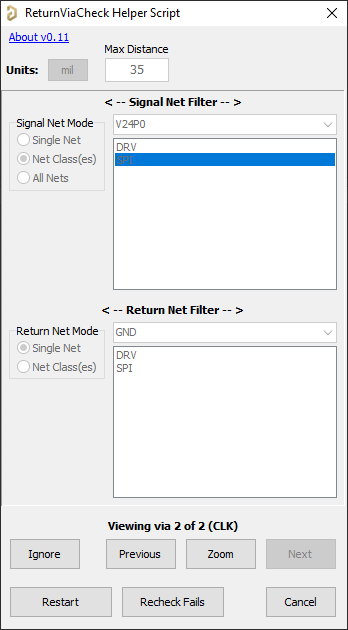 ReturnViaCheck Helper Script
About v0.11
Max Distance
Units: mil 35
< -- Signal Net Filter -- >
Signal Net Mode V24P0
Single Net
Net Class(es)
All Nets
DRV
SPI
< -- Return Net Filter -- >
Return Net Mode GND
Single Net
Net Class(es)
DRV
SPI
Viewing via 2 of 2 (CLK)
Ignore Previous Zoom Next
Restart Recheck Fails Cancel